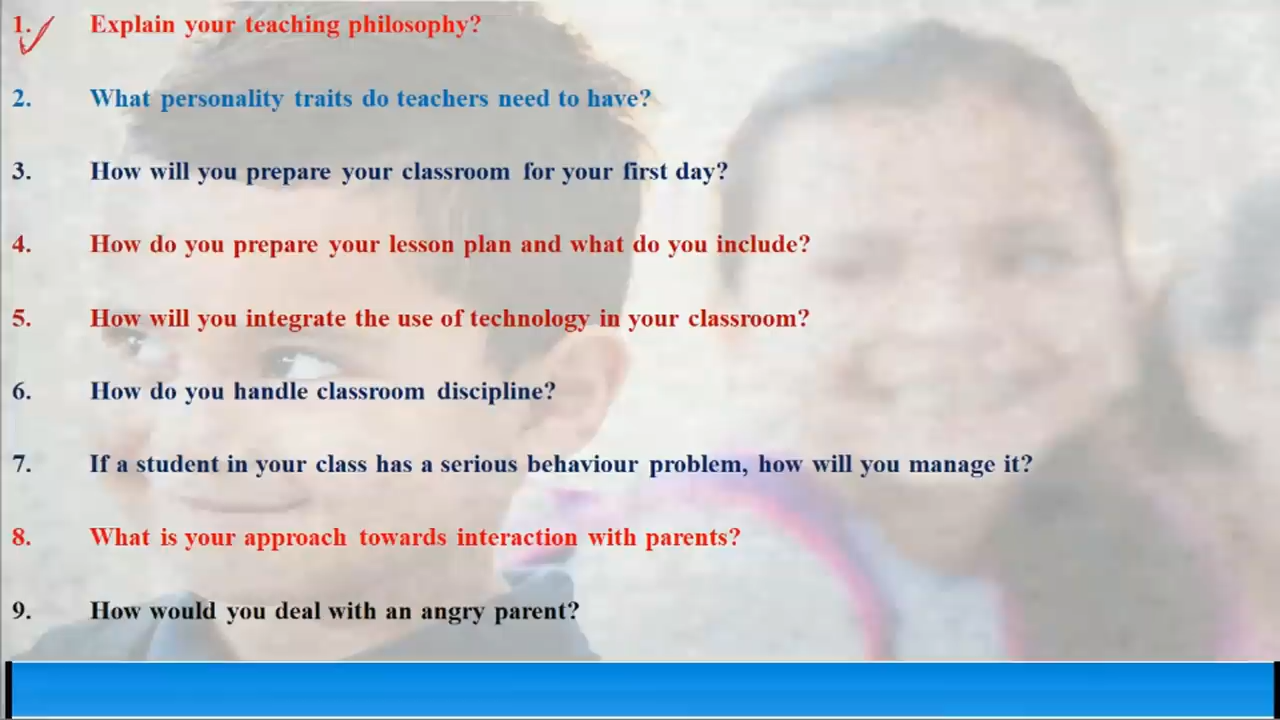 1. Explain your teaching philosophy?
2. What personality traits do teachers need to have?
3. How will you prepare your classroom for your first day?
4. How do you prepare your lesson plan and what do you include?
5. How will you integrate the use of technology in your classroom?
6. How do you handle classroom discipline?
7. If a student in your class has a serious behaviour problem, how will you manage it?
8. What is your approach towards interaction with parents?
9. How would you deal with an angry parent?